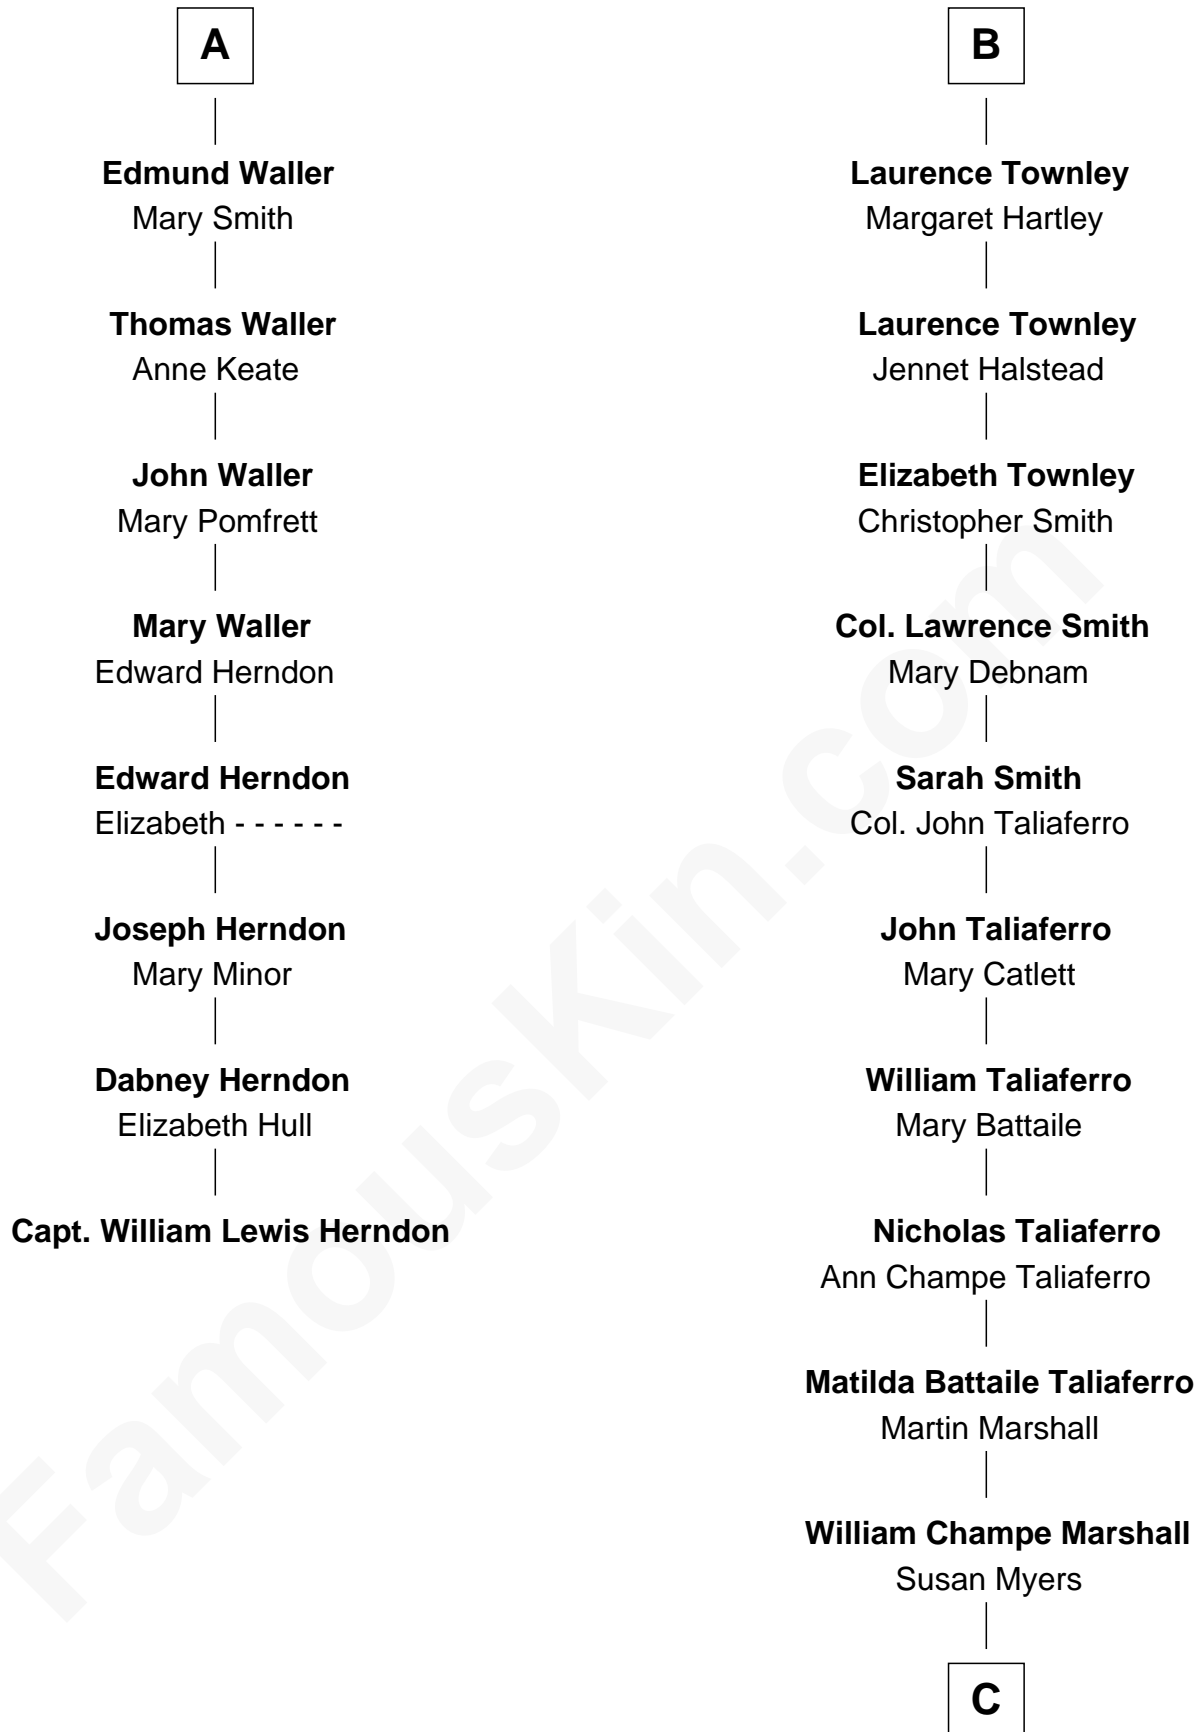 A
Edmund Waller
Mary Smith
Thomas Waller
Anne Keate
John Waller
Mary Pomfrett
Mary Waller
Edward Herndon
Edward Herndon
Elizabeth - - - - - -
Joseph Herndon
Mary Minor
Dabney Herndon
Elizabeth Hull
Capt. William Lewis Herndon
B
Laurence Townley
Margaret Hartley
Laurence Townley
Jennet Halstead
Elizabeth Townley
Christopher Smith
Col. Lawrence Smith
Mary Debnam
Sarah Smith
Col. John Taliaferro
John Taliaferro
Mary Catlett
William Taliaferro
Mary Battaile
Nicholas Taliaferro
Ann Champe Taliaferro
Matilda Battaile Taliaferro
Martin Marshall
William Champe Marshall
Susan Myers
C
FamousKin.com